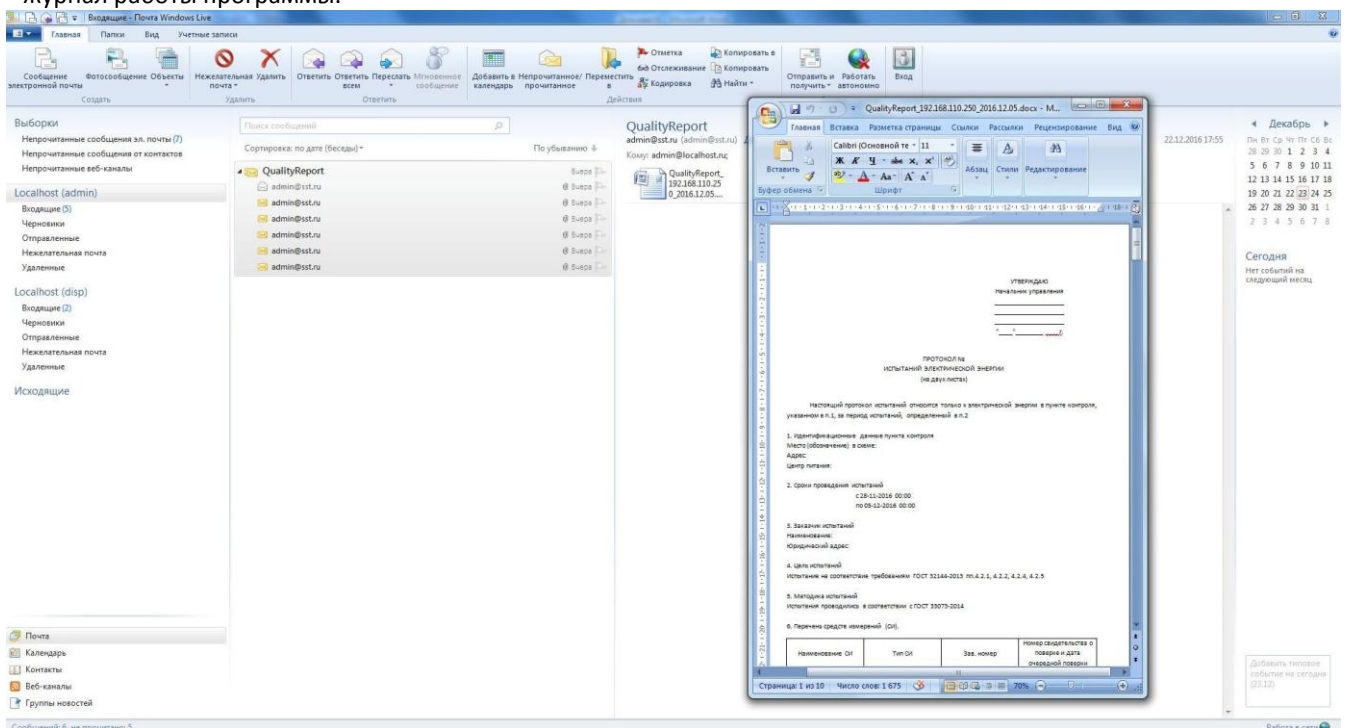 журнал работы программы.
Входящие - Почта Windows Live
Главная Папки Вид Учетные записи
Сообщение электронной почты
Фотосообщение
Объекты
Создать
Нежелательная почта
Удалить
Удалить
Ответить
Ответить всем
Переслать
Мгновенное сообщение
Ответить
Добавить в календарь
Непрочитанное/прочитанное
Переместить в
Отметка
Отслеживание
Кодировка
Копировать в
Копировать
Найти
Действия
Отправить и получить
Работать автономно
Вход
Выборки
Непрочитанные сообщения эл. почты (7)
Непрочитанные сообщения от контактов
Непрочитанные веб-каналы
Localhost (admin)
Входящие (5)
Черновики
Отправленные
Нежелательная почта
Удаленные
Localhost (disp)
Входящие (2)
Черновики
Отправленные
Нежелательная почта
Удаленные
Исходящие
Почта
Календарь
Контакты
Веб-каналы
Группы новостей
Сообщений: 6, не прочитано: 5
Поиск сообщений
Сортировка: по дате (беседы) По убыванию
QualityReport Вчера
admin@sst.ru Вчера
admin@sst.ru Вчера
admin@sst.ru Вчера
admin@sst.ru Вчера
admin@sst.ru Вчера
admin@sst.ru Вчера
QualityReport
admin@sst.ru (admin@sst.ru)
22.12.2016 17:55
Кому: admin@localhost.ru;
QualityReport_
192.168.110.25
0_2016.12.05....
QualityReport_192.168.110.250_2016.12.05.docx - M...
Главная Вставка Разметка страницы Ссылки Рассылки Рецензирование Вид
Вставить
Буфер обмена
Calibri (Основной те 11
Ж К Ч abc x₂ x²
Aa A A
Шрифт
Абзац
Стили
Редактирование
УТВЕРЖДАЮ
Начальник управления
ПРОТОКОЛ №
ИСПЫТАНИЙ ЭЛЕКТРИЧЕСКОЙ ЭНЕРГИИ
(на двух листах)
Настоящий протокол испытаний относится только к электрической энергии в пункте контроля,
указанном в п.1, за период испытаний, определенный в п.2
1. Идентификационные данные пункта контроля
Место (обозначение) в схеме:
Адрес:
Центр питания:
2. Сроки проведения испытаний
с 28-11-2016 00:00
по 05-12-2016 00:00
3. Заказчик испытаний
Наименование:
Юридический адрес:
4. Цель испытаний
Испытание на соответствие требованиям ГОСТ 32144-2013 пп.4.2.1, 4.2.2, 4.2.4, 4.2.5
5. Методика испытаний
Испытания проводились в соответствии с ГОСТ 33073-2014
6. Перечень средств измерений (СИ).
Наименование СИ
Тип СИ
Зав. номер
Номер свидетельства о
поверке и дата
очередной поверки
Страница: 1 из 10 Число слов: 1 675 70%
Декабрь
Пн Вт Ср Чт Пт Сб Вс
28 29 30 1 2 3 4
5 6 7 8 9 10 11
12 13 14 15 16 17 18
19 20 21 22 23 24 25
26 27 28 29 30 31 1
2 3 4 5 6 7 8
Сегодня
Нет событий на
следующий месяц
Добавить типовое
событие на сегодня
(23.12)
Работа в сети